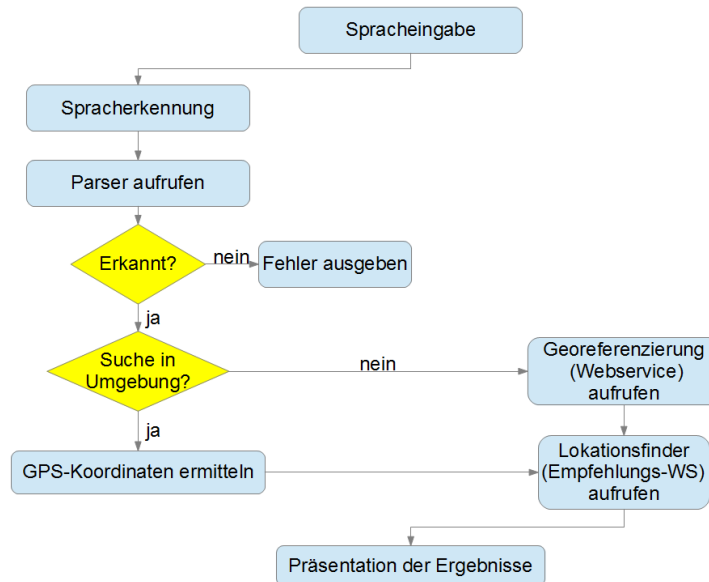 Spracheingabe
Spracherkennung
Parser aufrufen
Erkannt?
nein
Fehler ausgeben
ja
Suche in
Umgebung?
nein
Georeferenzierung
(Webservice)
aufrufen
ja
GPS-Koordinaten ermitteln
Lokationsfinder
(Empfehlungs-WS)
aufrufen
Präsentation der Ergebnisse